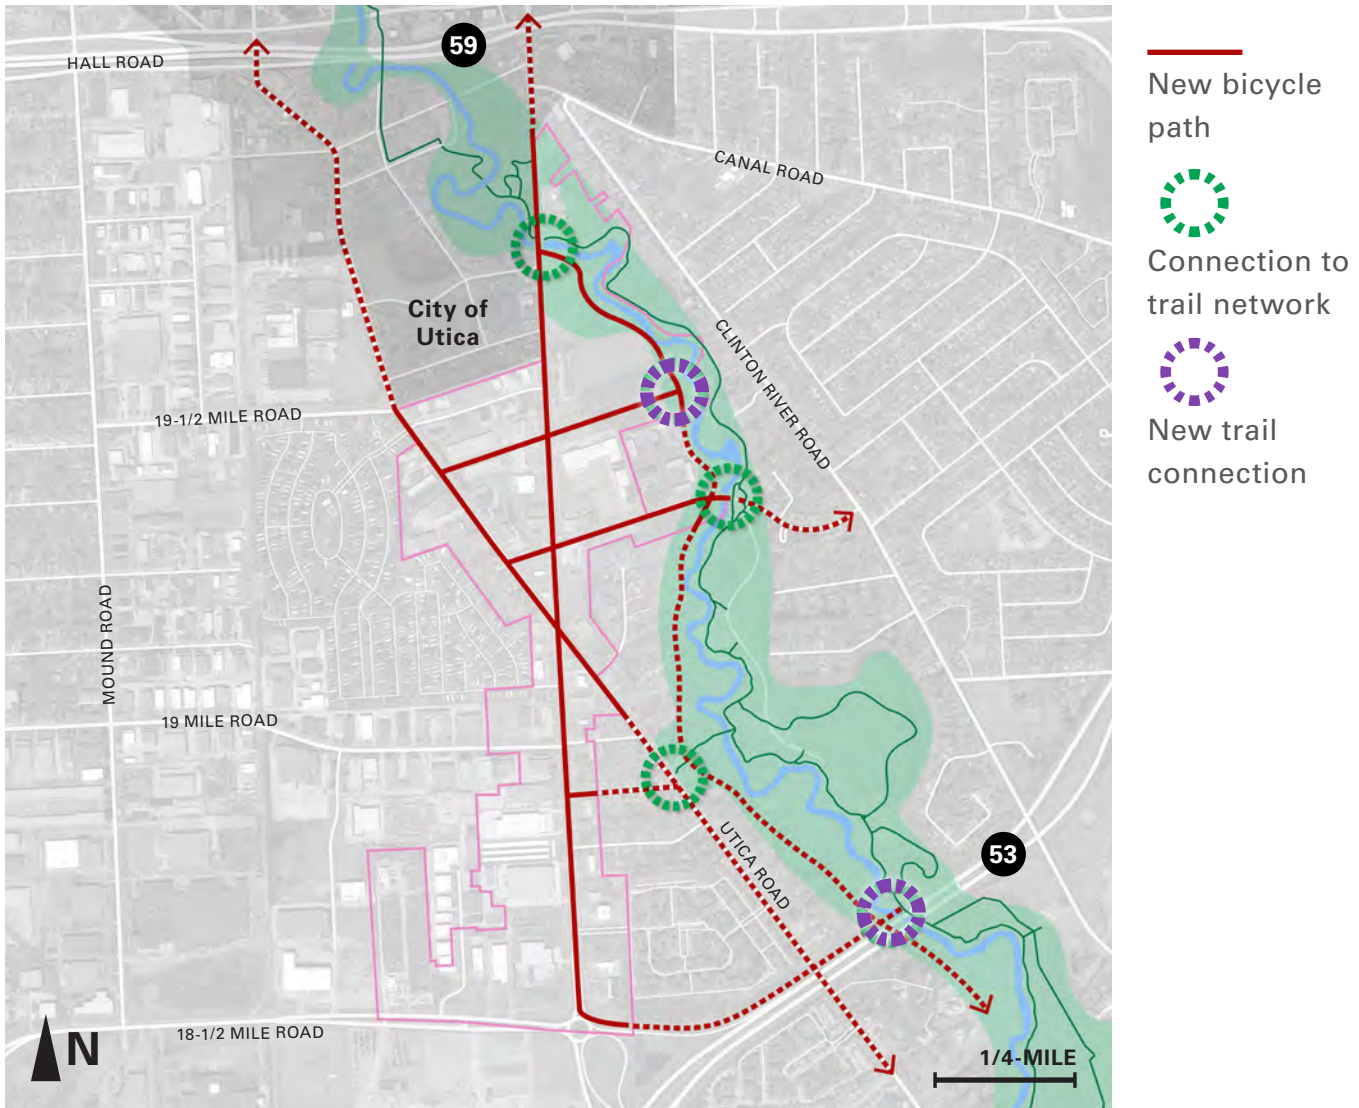 59
HALL ROAD
CANAL ROAD
City of
Utica
CLINTON RIVER ROAD
19-1/2 MILE ROAD
MOUND ROAD
19 MILE ROAD
UTICA ROAD
53
18-1/2 MILE ROAD
N
1/4-MILE
New bicycle
path
Connection to
trail network
New trail
connection